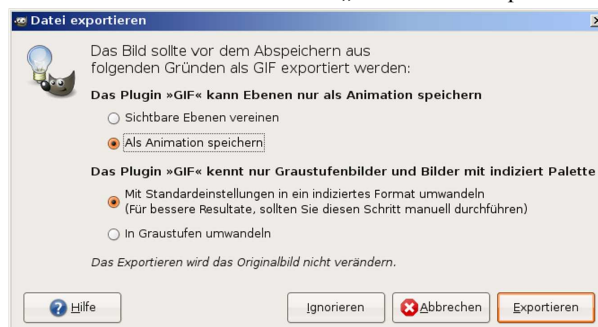 Datei exportieren
Das Bild sollte vor dem Abspeichern aus
folgenden Gründen als GIF exportiert werden:
Das Plugin »GIF« kann Ebenen nur als Animation speichern
Sichtbare Ebenen vereinen
Als Animation speichern
Das Plugin »GIF« kennt nur Graustufenbilder und Bilder mit indiziert Palette
Mit Standardeinstellungen in ein indiziertes Format umwandeln
(Für bessere Resultate, sollten Sie diesen Schritt manuell durchführen)
In Graustufen umwandeln
Das Exportieren wird das Originalbild nicht verändern.
Hilfe Ignorieren Abbrechen Exportieren